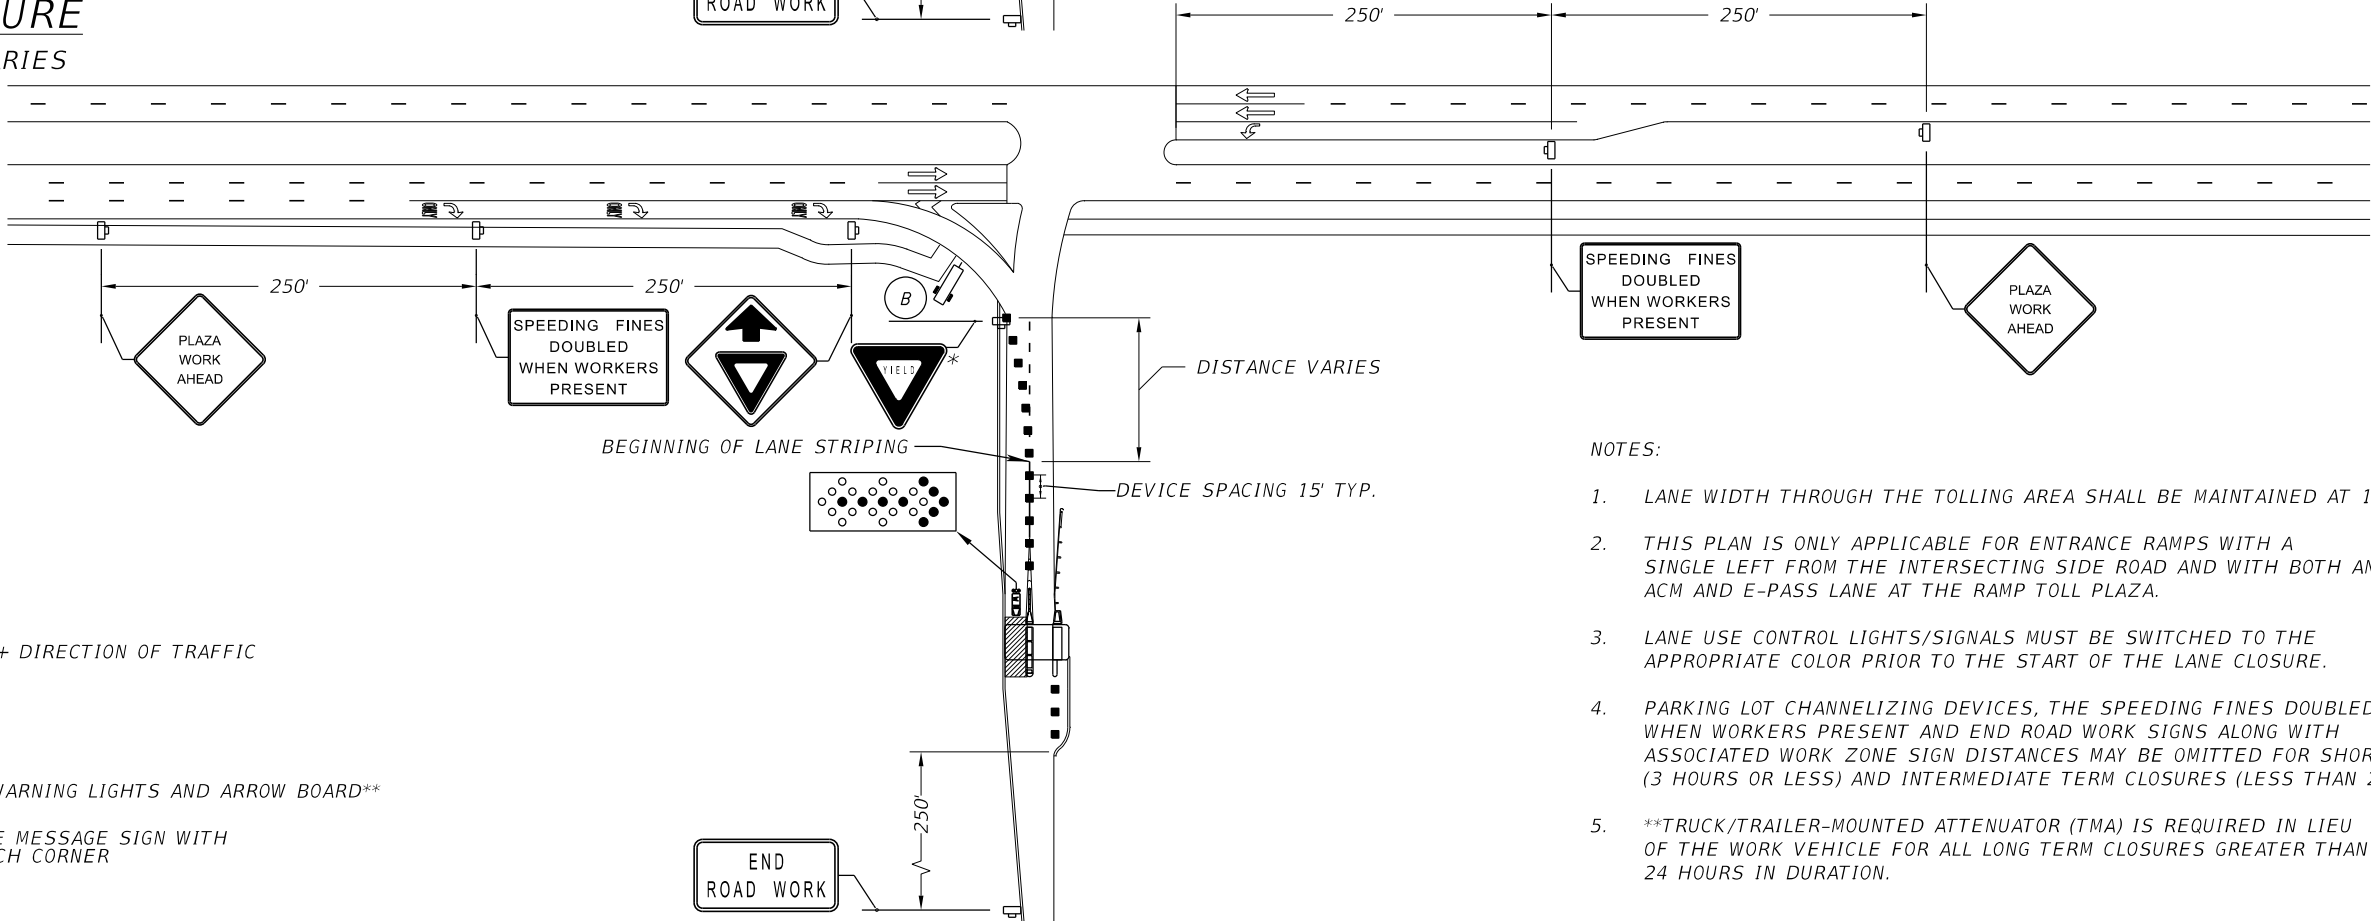 URE
RIES
ROAD WORK
250'
250'
ONLY
ONLY
ONLY
250'
250'
B
PLAZA
WORK
AHEAD
SPEEDING FINES
DOUBLED
WHEN WORKERS
PRESENT
YIELD
*
SPEEDING FINES
DOUBLED
WHEN WORKERS
PRESENT
PLAZA
WORK
AHEAD
DISTANCE VARIES
BEGINNING OF LANE STRIPING
DEVICE SPACING 15' TYP.
+ DIRECTION OF TRAFFIC
WARNING LIGHTS AND ARROW BOARD**
E MESSAGE SIGN WITH
CH CORNER
250'
END
ROAD WORK
NOTES:
1. LANE WIDTH THROUGH THE TOLLING AREA SHALL BE MAINTAINED AT 1
2. THIS PLAN IS ONLY APPLICABLE FOR ENTRANCE RAMPS WITH A
SINGLE LEFT FROM THE INTERSECTING SIDE ROAD AND WITH BOTH AN
ACM AND E-PASS LANE AT THE RAMP TOLL PLAZA.
3. LANE USE CONTROL LIGHTS/SIGNALS MUST BE SWITCHED TO THE
APPROPRIATE COLOR PRIOR TO THE START OF THE LANE CLOSURE.
4. PARKING LOT CHANNELIZING DEVICES, THE SPEEDING FINES DOUBLED
WHEN WORKERS PRESENT AND END ROAD WORK SIGNS ALONG WITH
ASSOCIATED WORK ZONE SIGN DISTANCES MAY BE OMITTED FOR SHOR
(3 HOURS OR LESS) AND INTERMEDIATE TERM CLOSURES (LESS THAN 2
5. **TRUCK/TRAILER-MOUNTED ATTENUATOR (TMA) IS REQUIRED IN LIEU
OF THE WORK VEHICLE FOR ALL LONG TERM CLOSURES GREATER THAN
24 HOURS IN DURATION.